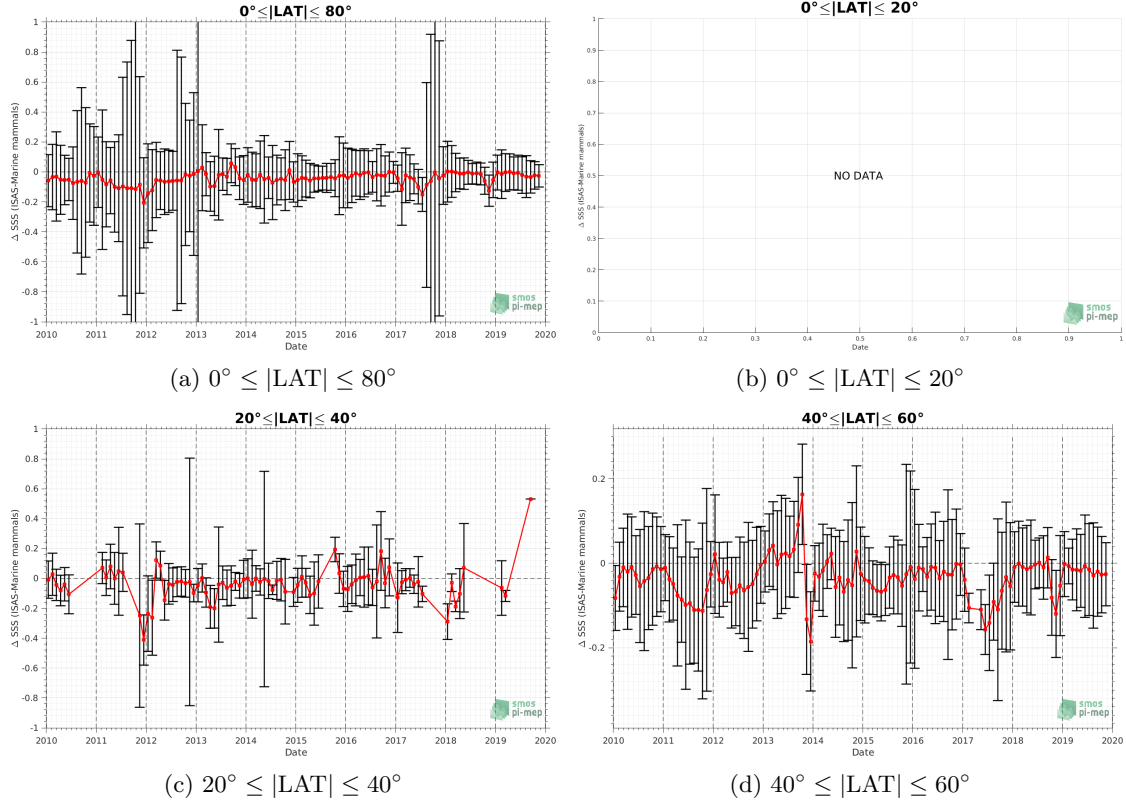 0°≤|LAT|≤ 80°
Δ SSS (ISAS-Marine mammals)
1
0.8
0.6
0.4
0.2
0
-0.2
-0.4
-0.6
-0.8
-1
2010 2011 2012 2013 2014 2015 2016 2017 2018 2019 2020
Date
smos
pi-mep
(a) 0° ≤ |LAT| ≤ 80°
0°≤|LAT|≤ 20°
Δ SSS (ISAS-Marine mammals)
1
0.9
0.8
0.7
0.6
0.5
0.4
0.3
0.2
0.1
0
NO DATA
0 0.1 0.2 0.3 0.4 0.5 0.6 0.7 0.8 0.9 1
Date
smos
pi-mep
(b) 0° ≤ |LAT| ≤ 20°
20°≤|LAT|≤ 40°
Δ SSS (ISAS-Marine mammals)
1
0.8
0.6
0.4
0.2
0
-0.2
-0.4
-0.6
-0.8
-1
2010 2011 2012 2013 2014 2015 2016 2017 2018 2019 2020
Date
smos
pi-mep
(c) 20° ≤ |LAT| ≤ 40°
40°≤|LAT|≤ 60°
Δ SSS (ISAS-Marine mammals)
0.2
0
-0.2
2010 2011 2012 2013 2014 2015 2016 2017 2018 2019 2020
Date
smos
pi-mep
(d) 40° ≤ |LAT| ≤ 60°